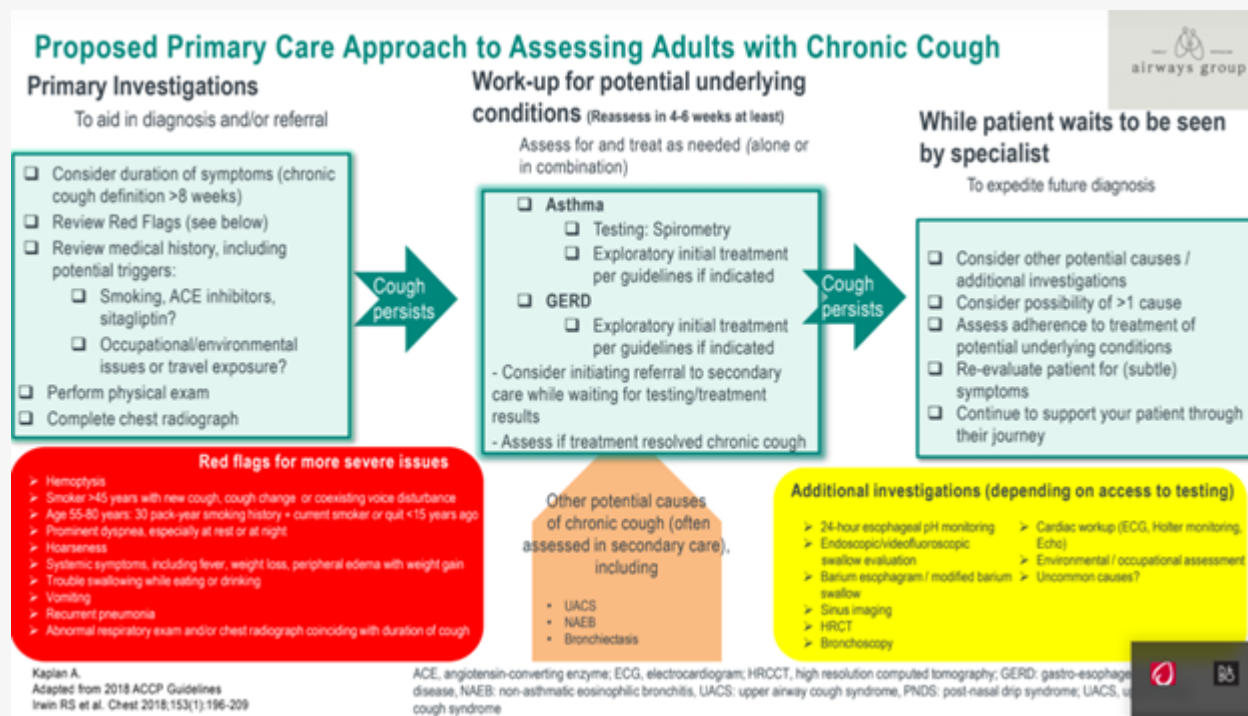 Proposed Primary Care Approach to Assessing Adults with Chronic Cough
airways group
Primary Investigations
To aid in diagnosis and/or referral
❑ Consider duration of symptoms (chronic
cough definition >8 weeks)
❑ Review Red Flags (see below)
❑ Review medical history, including
potential triggers:
❑ Smoking, ACE inhibitors,
sitagliptin?
❑ Occupational/environmental
issues or travel exposure?
❑ Perform physical exam
❑ Complete chest radiograph
Cough
persists
Work-up for potential underlying
conditions (Reassess in 4-6 weeks at least)
Assess for and treat as needed (alone or
in combination)
❑ Asthma
❑ Testing: Spirometry
❑ Exploratory initial treatment
per guidelines if indicated
❑ GERD
❑ Exploratory initial treatment
per guidelines if indicated
- Consider initiating referral to secondary
care while waiting for testing/treatment
results
- Assess if treatment resolved chronic cough
Cough
persists
While patient waits to be seen
by specialist
To expedite future diagnosis
❑ Consider other potential causes /
additional investigations
❑ Consider possibility of >1 cause
❑ Assess adherence to treatment of
potential underlying conditions
❑ Re-evaluate patient for (subtle)
symptoms
❑ Continue to support your patient through
their journey
Red flags for more severe issues
➢ Hemoptysis
➢ Smoker >45 years with new cough, cough change or coexisting voice disturbance
➢ Age 55-80 years: 30 pack-year smoking history + current smoker or quit <15 years ago
➢ Prominent dyspnea, especially at rest or at night
➢ Hoarseness
➢ Systemic symptoms, including fever, weight loss, peripheral edema with weight gain
➢ Trouble swallowing while eating or drinking
➢ Vomiting
➢ Recurrent pneumonia
➢ Abnormal respiratory exam and/or chest radiograph coinciding with duration of cough
Other potential causes
of chronic cough (often
assessed in secondary care),
including
• UACS
• NAEB
• Bronchiectasis
Additional investigations (depending on access to testing)
➢ 24-hour esophageal pH monitoring
➢ Endoscopic/videofluoroscopic
swallow evaluation
➢ Barium esophagram / modified barium
swallow
➢ Sinus imaging
➢ HRCT
➢ Bronchoscopy
➢ Cardiac workup (ECG, Holter monitoring,
Echo)
➢ Environmental / occupational assessment
➢ Uncommon causes?
Kaplan A.
Adapted from 2018 ACCP Guidelines
Irwin RS et al. Chest 2018;153(1):196-209
ACE, angiotensin-converting enzyme; ECG, electrocardiogram; HRCCT, high resolution computed tomography; GERD: gastro-esophage
disease, NAEB: non-asthmatic eosinophilic bronchitis, UACS: upper airway cough syndrome, PNDS: post-nasal drip syndrome; UACS, u
cough syndrome